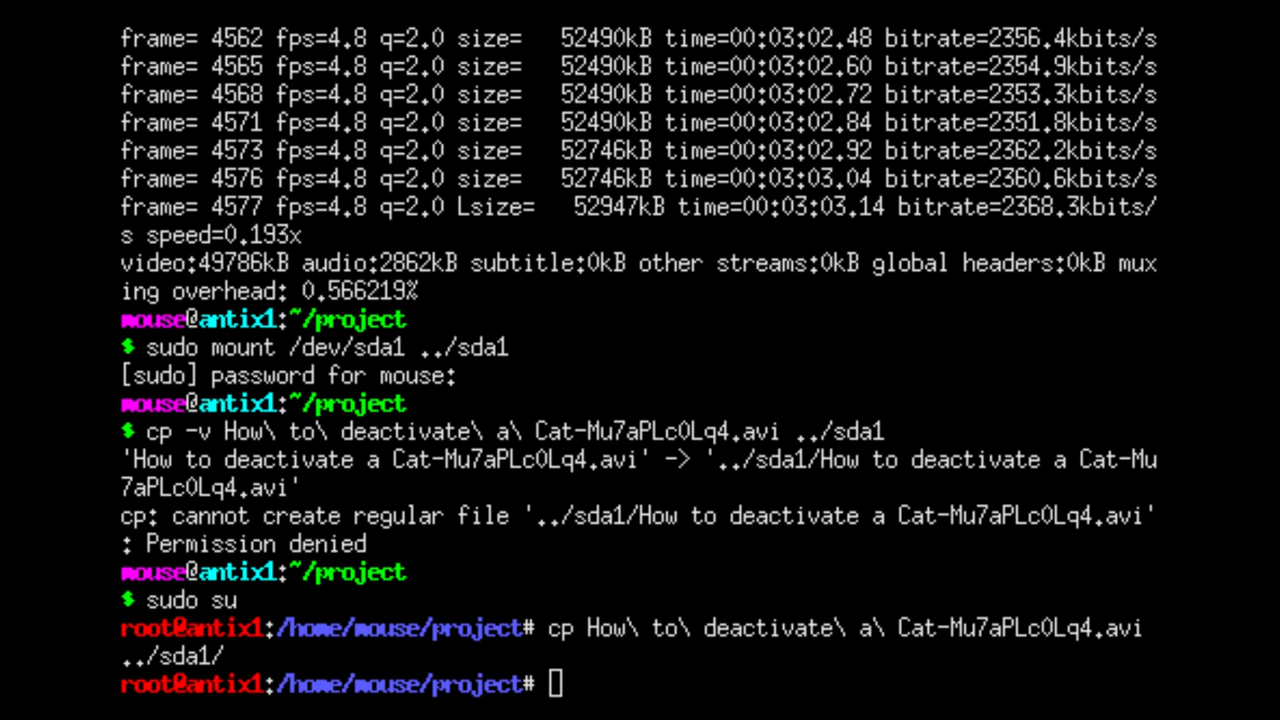 frame= 4562 fps=4.8 q=2.0 size=   52490kB time=00:03:02.48 bitrate=2356.4kbits/s
frame= 4565 fps=4.8 q=2.0 size=   52490kB time=00:03:02.60 bitrate=2354.9kbits/s
frame= 4568 fps=4.8 q=2.0 size=   52490kB time=00:03:02.72 bitrate=2353.3kbits/s
frame= 4571 fps=4.8 q=2.0 size=   52490kB time=00:03:02.84 bitrate=2351.8kbits/s
frame= 4573 fps=4.8 q=2.0 size=   52746kB time=00:03:02.92 bitrate=2362.2kbits/s
frame= 4576 fps=4.8 q=2.0 size=   52746kB time=00:03:03.04 bitrate=2360.6kbits/s
frame= 4577 fps=4.8 q=2.0 Lsize=   52947kB time=00:03:03.14 bitrate=2368.3kbits/
s speed=0.193x
video:49786kB audio:2862kB subtitle:0kB other streams:0kB global headers:0kB mux
ing overhead: 0.566219%
mouse@antix1:~/project
$ sudo mount /dev/sda1 ../sda1
[sudo] password for mouse:
mouse@antix1:~/project
$ cp -v How\ to\ deactivate\ a\ Cat-Mu7aPLcOLq4.avi ../sda1
'How to deactivate a Cat-Mu7aPLcOLq4.avi' -> '../sda1/How to deactivate a Cat-Mu
7aPLcOLq4.avi'
cp: cannot create regular file '../sda1/How to deactivate a Cat-Mu7aPLcOLq4.avi'
: Permission denied
mouse@antix1:~/project
$ sudo su
root@antix1:/home/mouse/project# cp How\ to\ deactivate\ a\ Cat-Mu7aPLcOLq4.avi
../sda1/
root@antix1:/home/mouse/project#